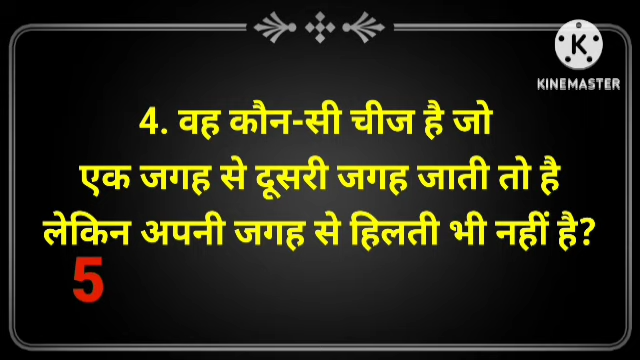 K
KINEMASTER
4. वह कौन-सी चीज है जो
एक जगह से दूसरी जगह जाती तो है
लेकिन अपनी जगह से हिलती भी नहीं है?
5